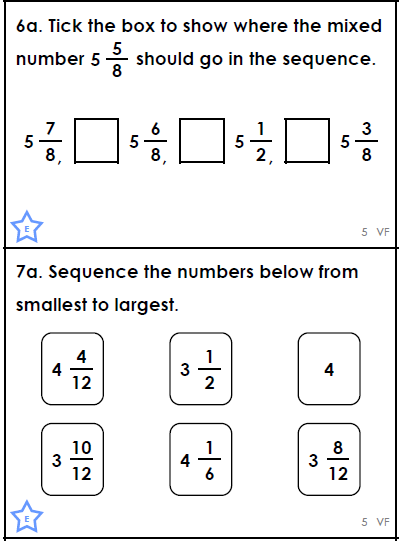 6a. Tick the box to show where the mixed
number 5 5/8 should go in the sequence.
5 7/8, 5 6/8, 5 1/2, 5 3/8
E
5 VF
7a. Sequence the numbers below from
smallest to largest.
4 4/12 3 1/2 4
3 10/12 4 1/6 3 8/12
E
5 VF